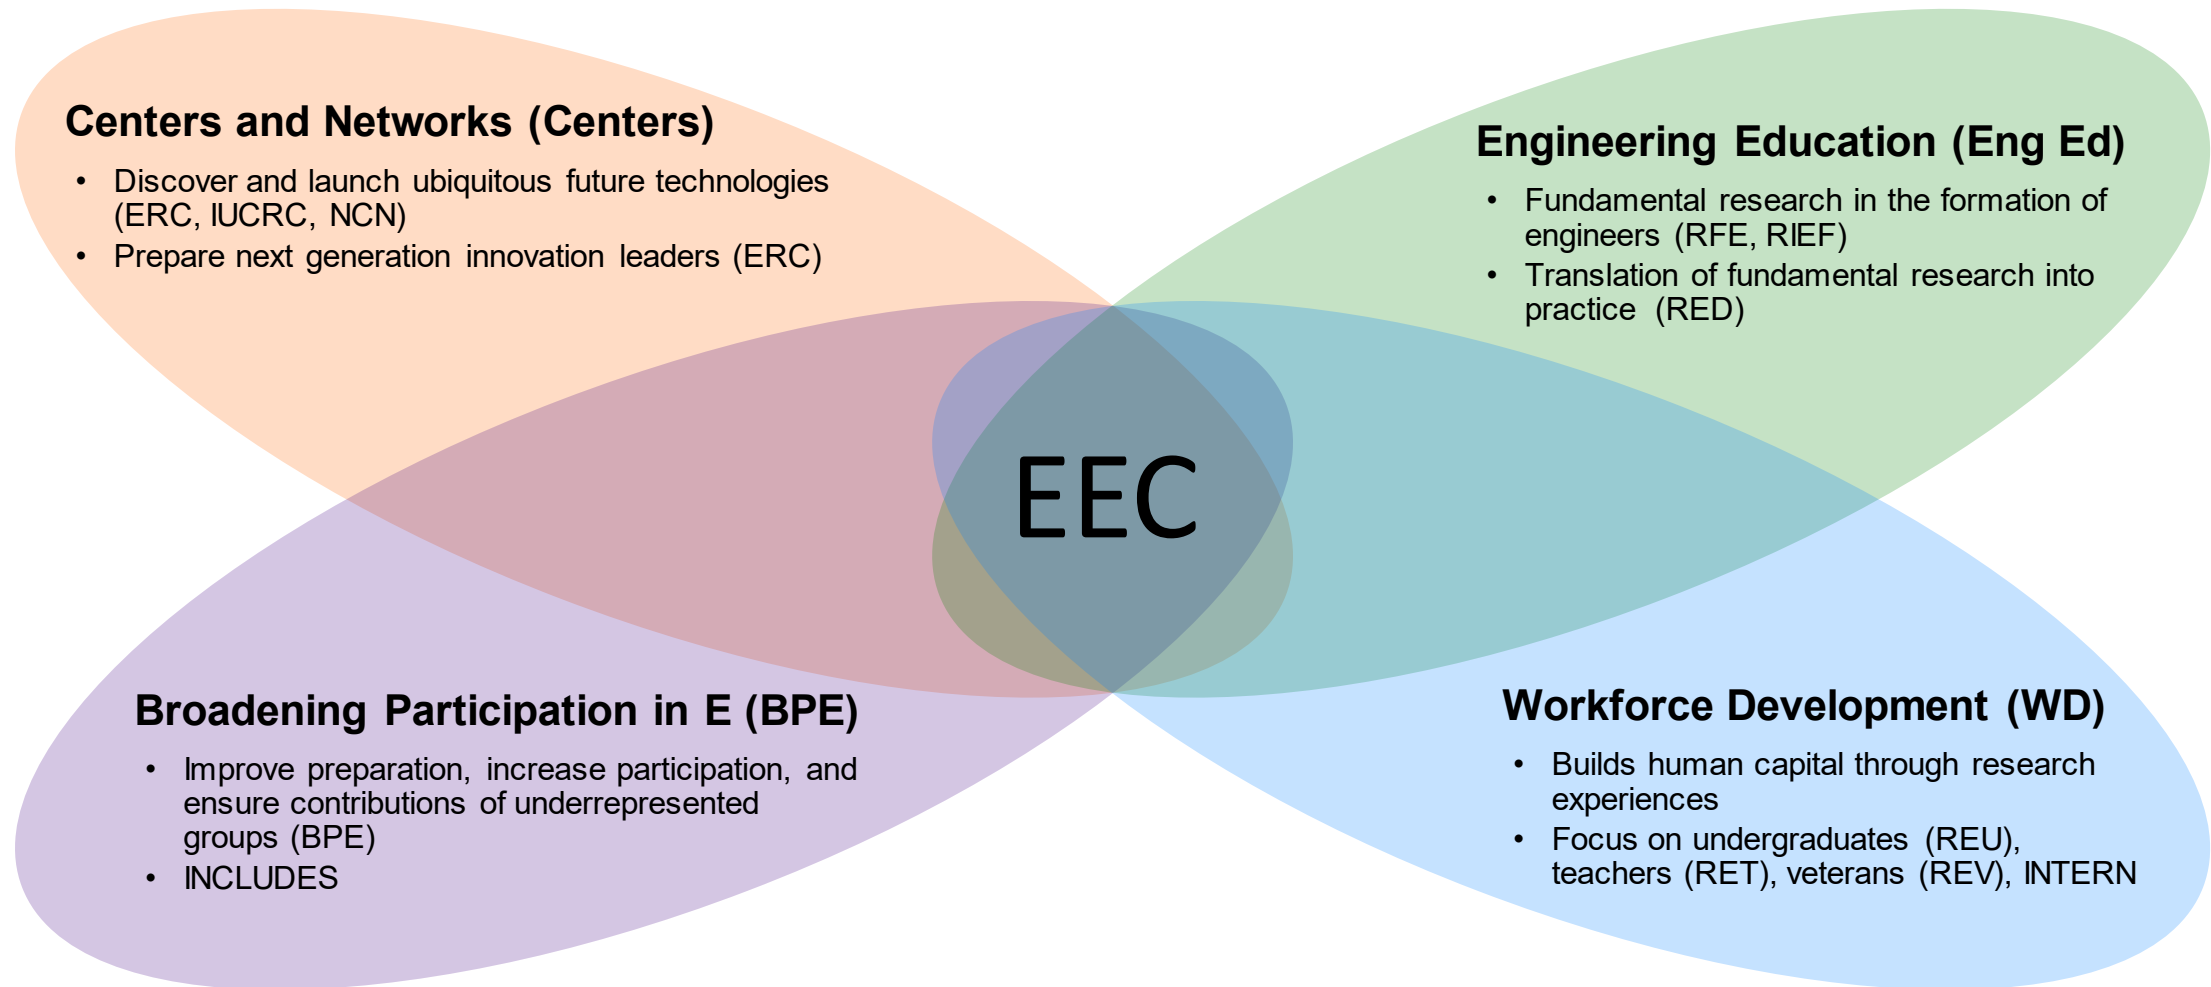 Centers and Networks (Centers)
• Discover and launch ubiquitous future technologies
(ERC, IUCRC, NCN)
• Prepare next generation innovation leaders (ERC)
Engineering Education (Eng Ed)
• Fundamental research in the formation of
engineers (RFE, RIEF)
• Translation of fundamental research into
practice (RED)
EEC
Broadening Participation in E (BPE)
• Improve preparation, increase participation, and
ensure contributions of underrepresented
groups (BPE)
• INCLUDES
Workforce Development (WD)
• Builds human capital through research
experiences
• Focus on undergraduates (REU),
teachers (RET), veterans (REV), INTERN